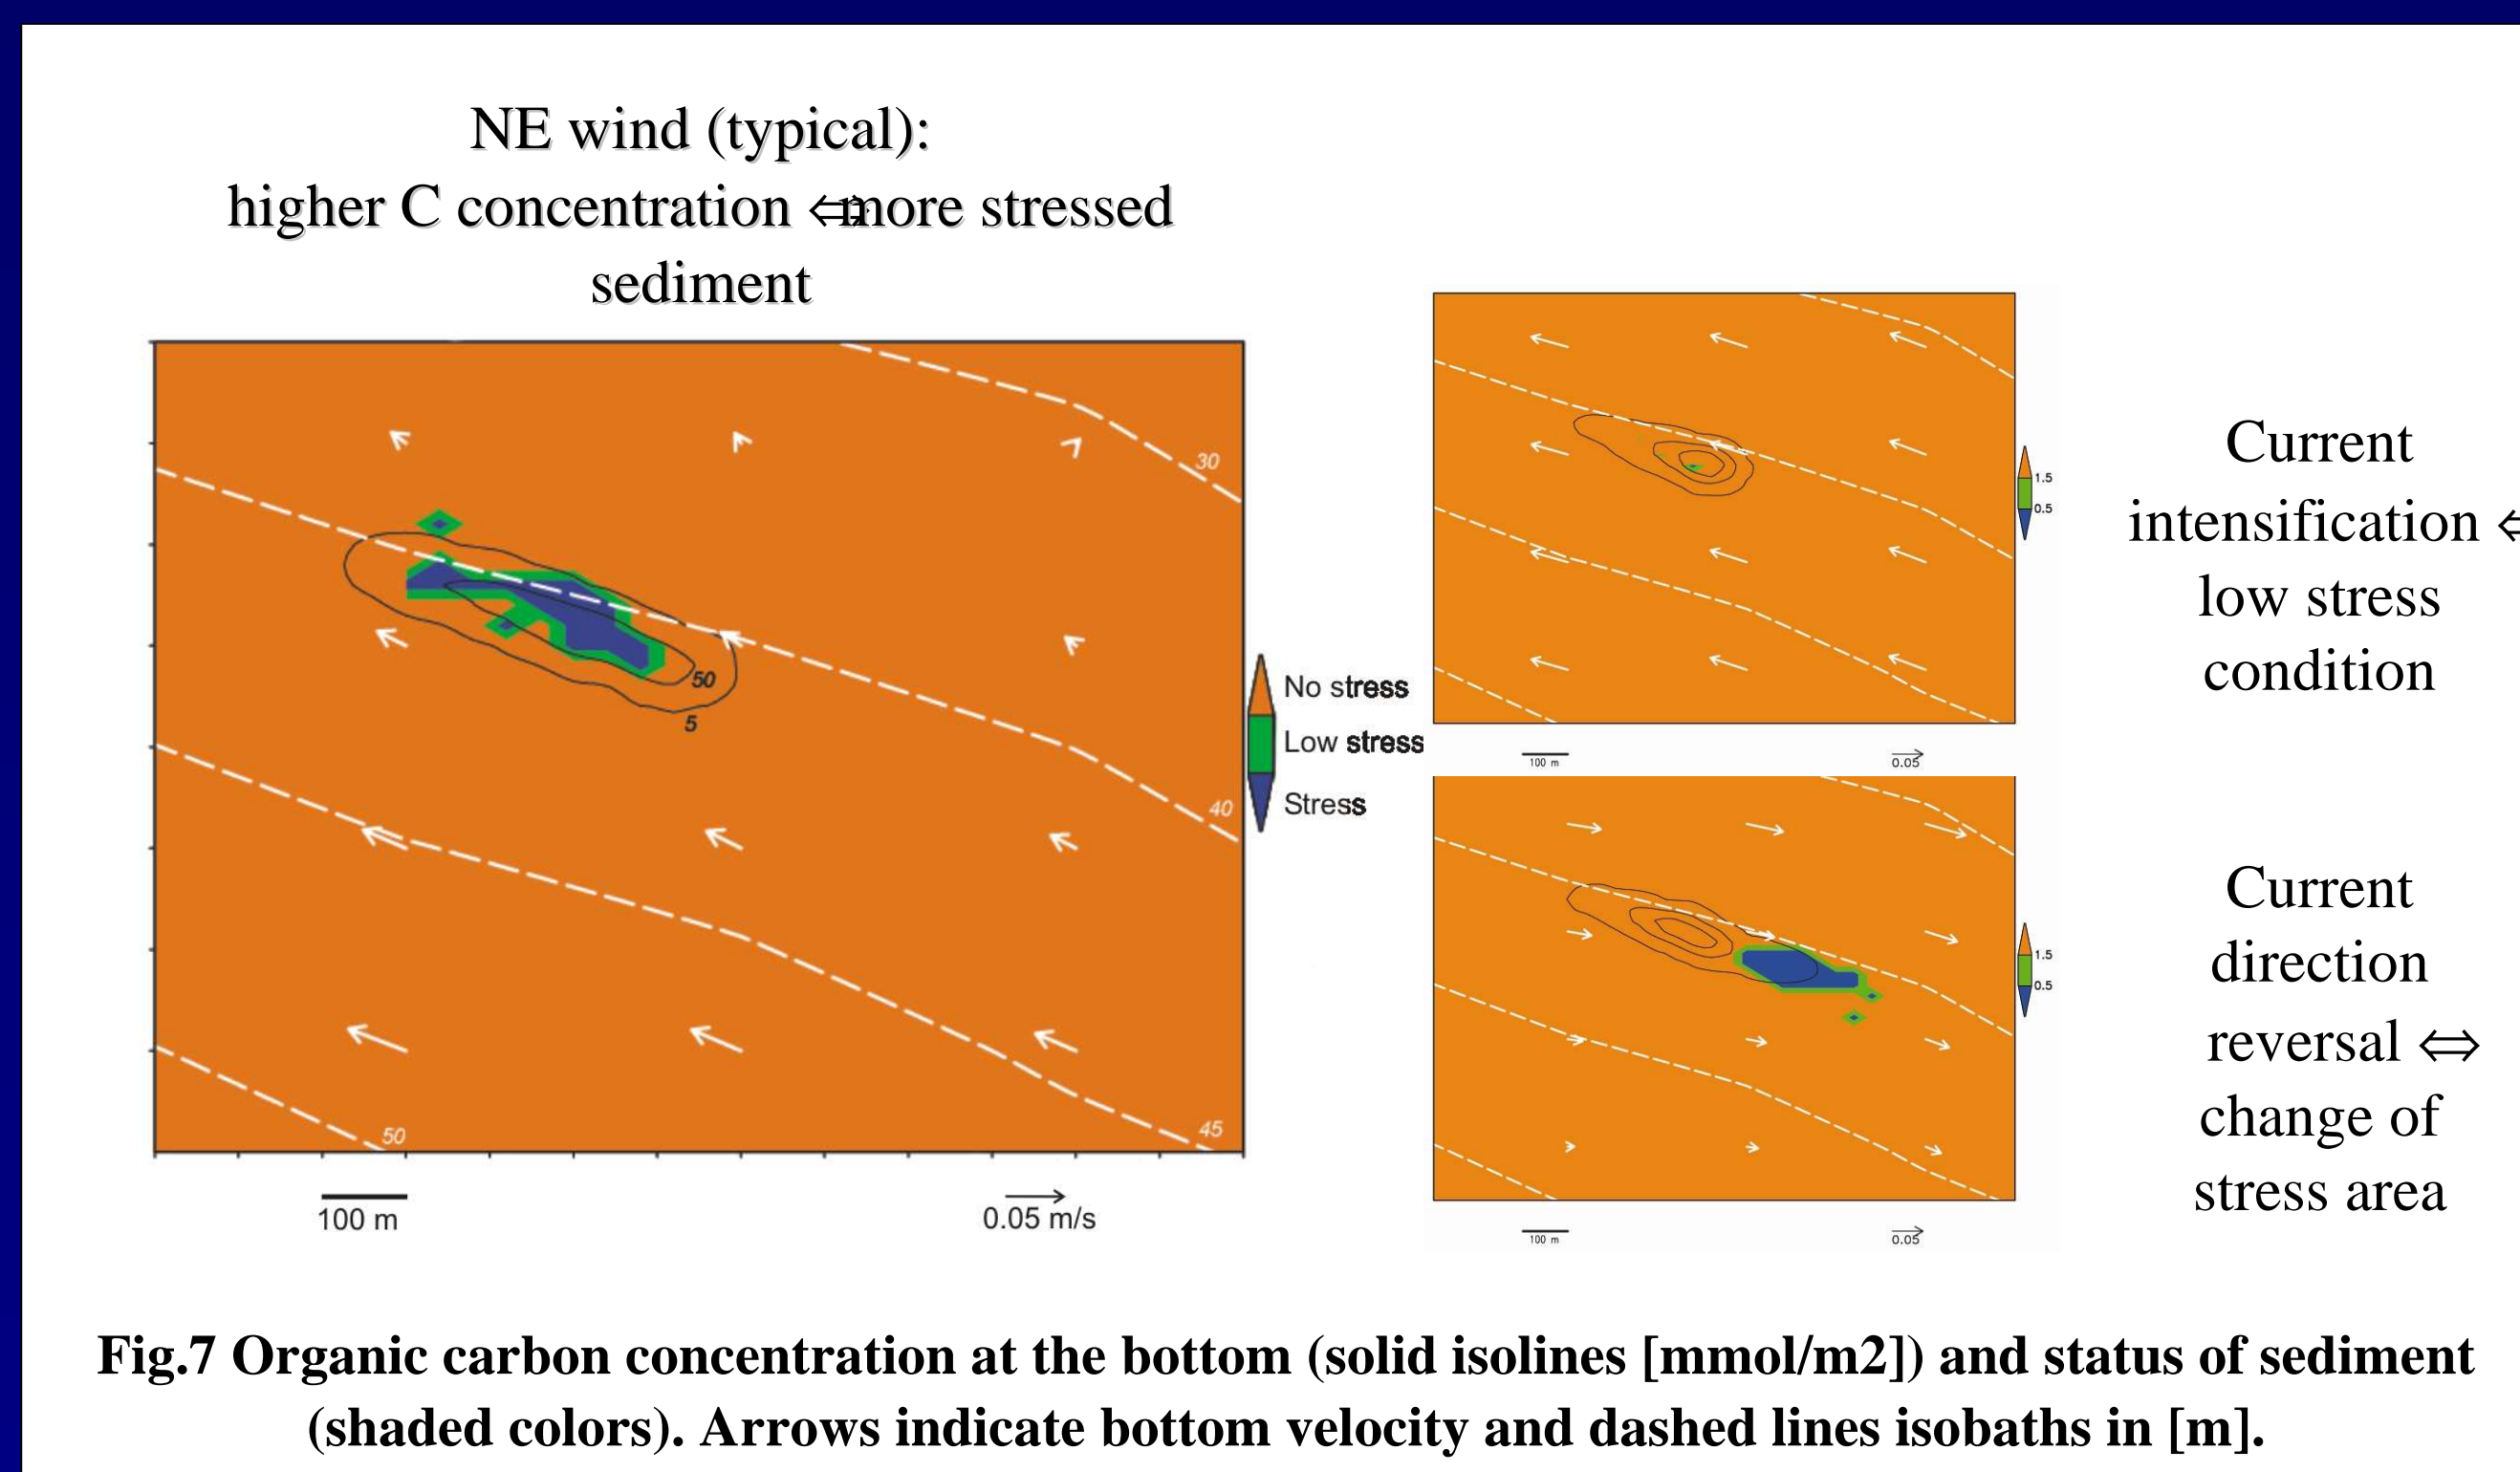 NE wind (typical):
higher C concentration ⇔more stressed
sediment
30
50
5
40
50
45
No stress
Low stress
Stress
100 m
0.05 m/s
1.5
0.5
100 m
0.05
Current
intensification ⇔
low stress
condition
1.5
0.5
100 m
0.05
Current
direction
reversal ⇔
change of
stress area
Fig.7 Organic carbon concentration at the bottom (solid isolines [mmol/m2]) and status of sediment
(shaded colors). Arrows indicate bottom velocity and dashed lines isobaths in [m].